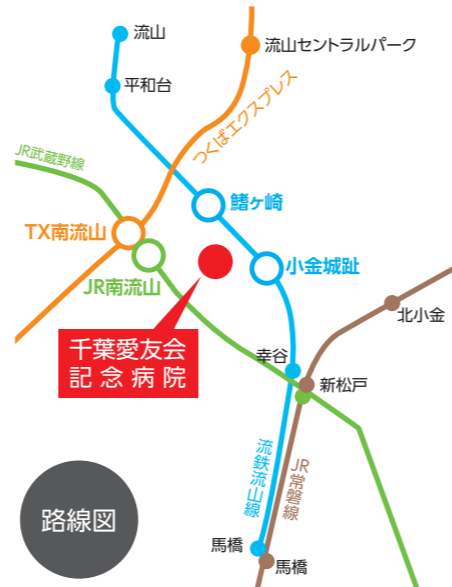 流山
流山セントラルパーク
平和台
つくばエクスプレス
JR武蔵野線
鰭ヶ崎
TX南流山
小金城趾
JR南流山
北小金
千葉愛友会
記念病院
幸谷
新松戸
流鉄流山線
JR常磐線
路線図
馬橋
馬橋